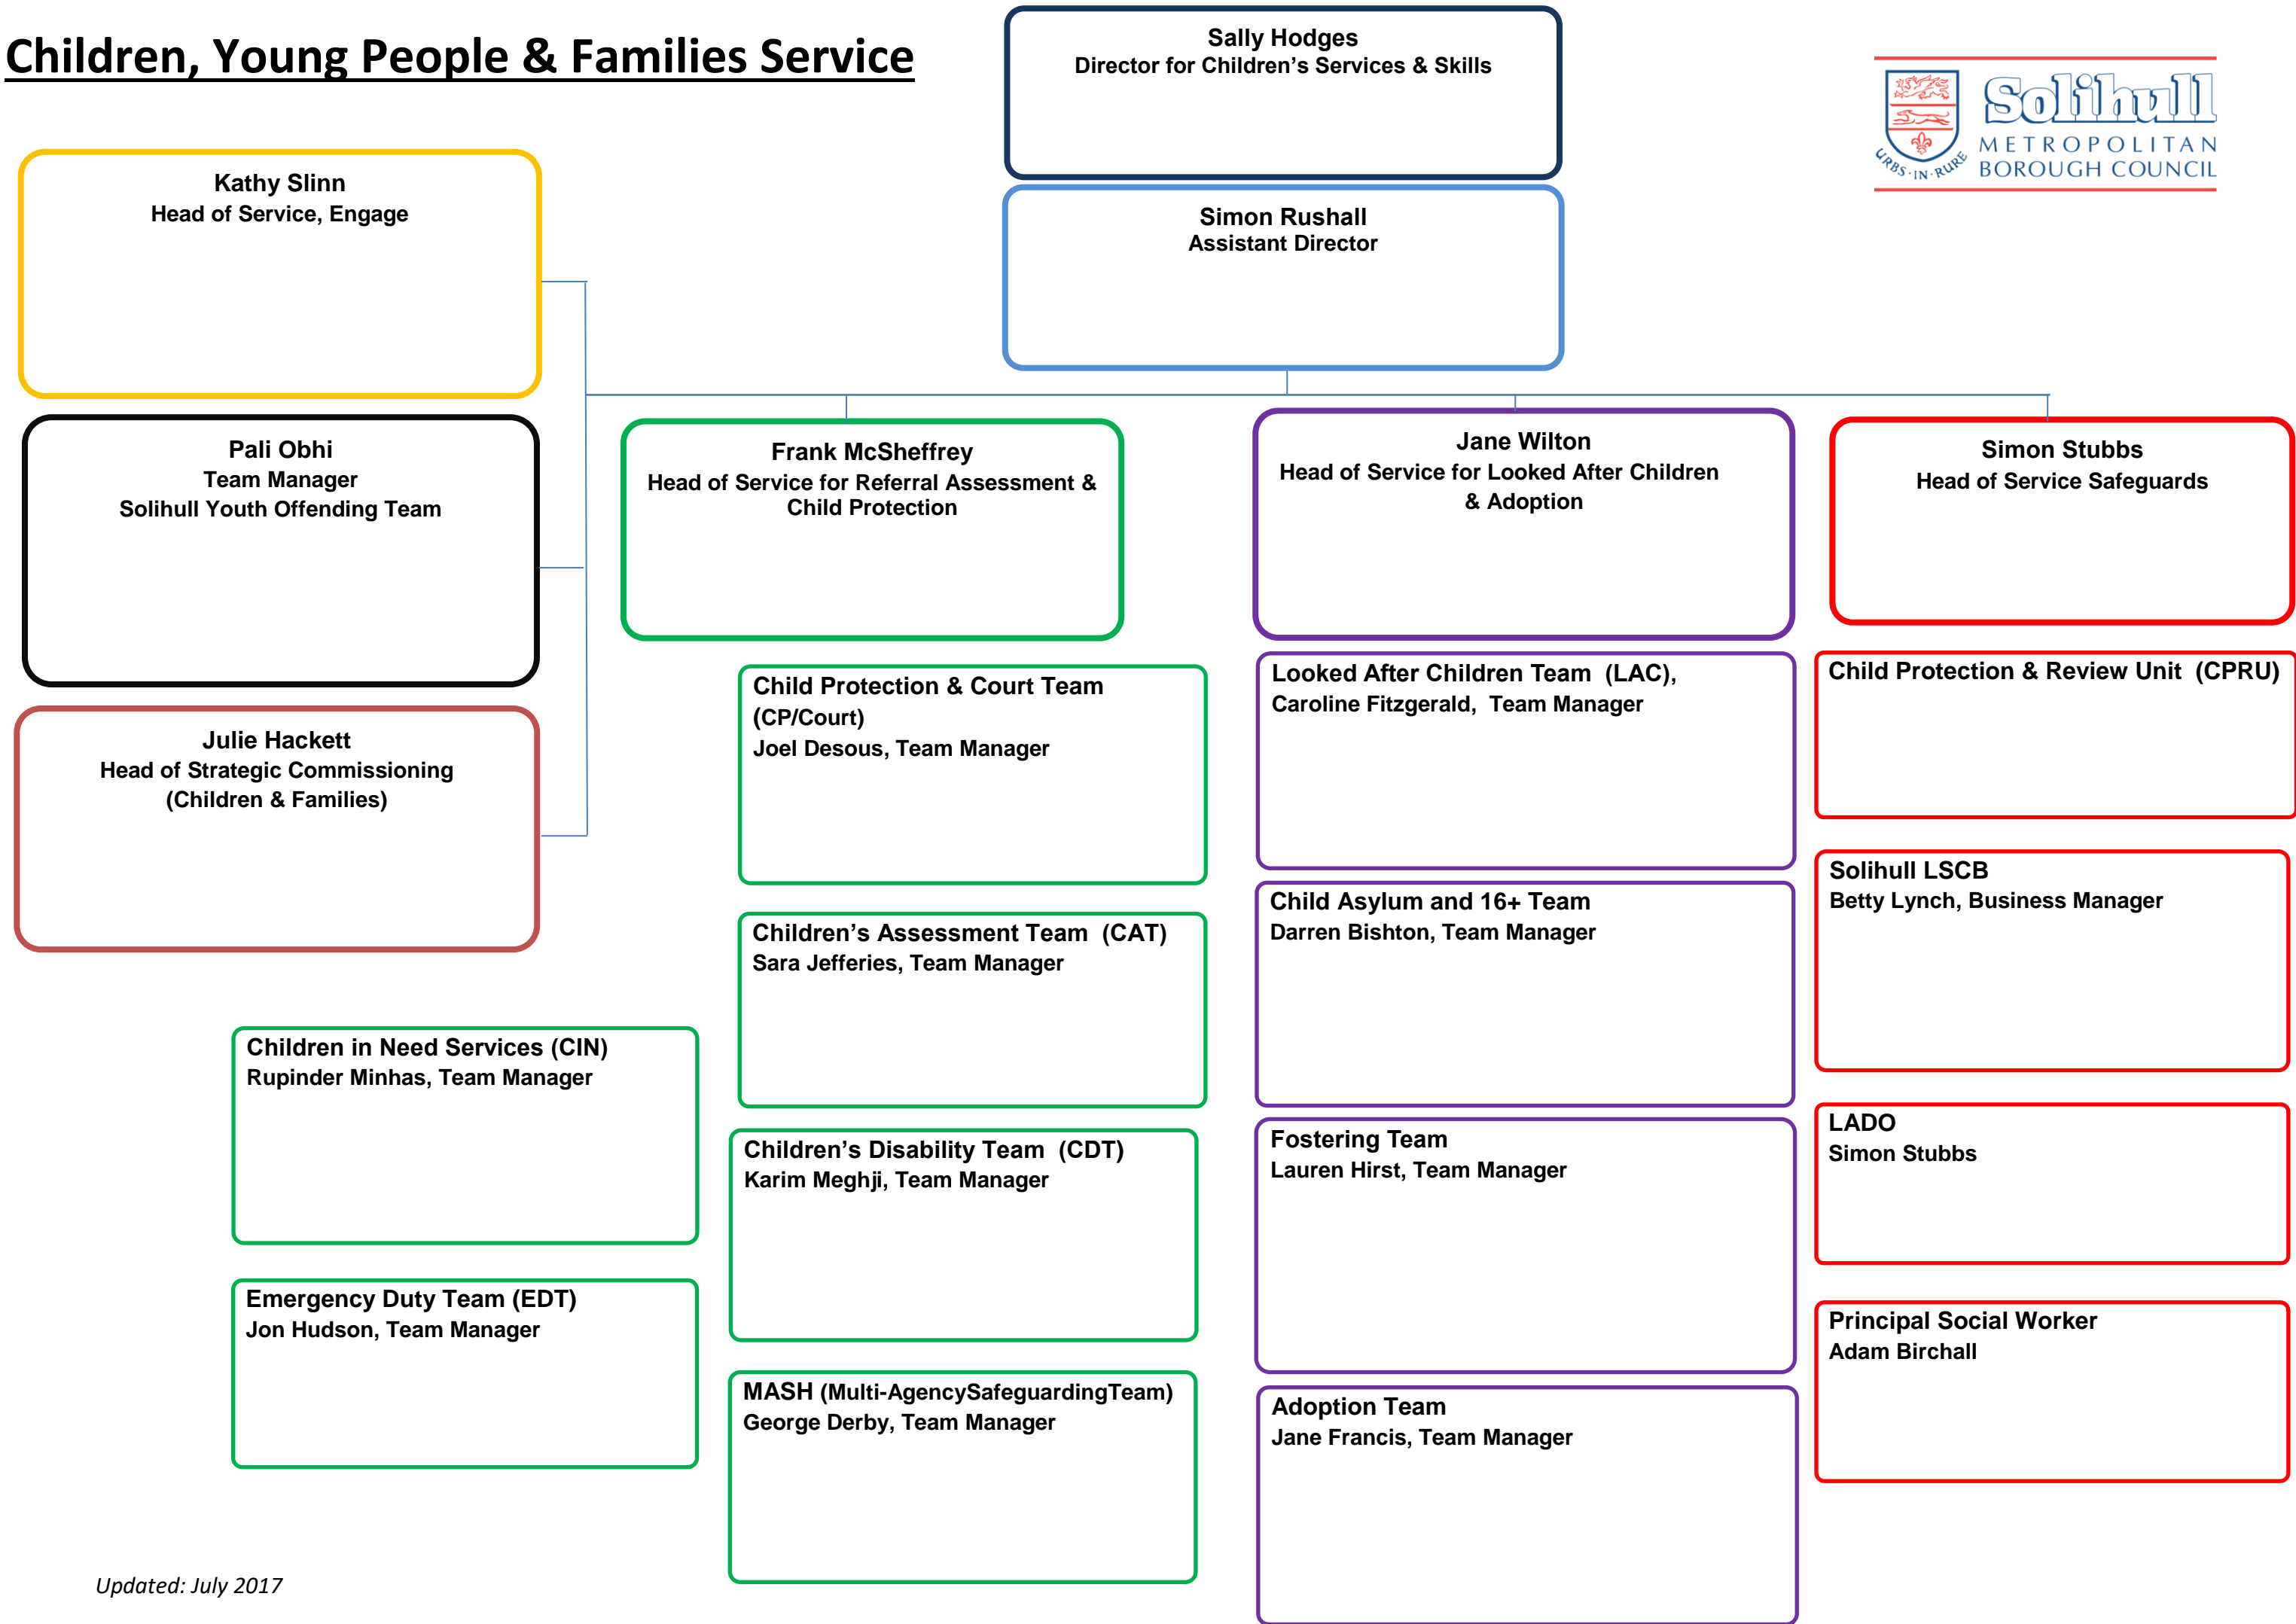 Children, Young People & Families Service
Sally Hodges
Director for Children's Services & Skills
Solihull
METROPOLITAN
BOROUGH COUNCIL
URBS·IN·RURE
Simon Rushall
Assistant Director
Kathy Slinn
Head of Service, Engage
Pali Obhi
Team Manager
Solihull Youth Offending Team
Julie Hackett
Head of Strategic Commissioning
(Children & Families)
Frank McSheffrey
Head of Service for Referral Assessment &
Child Protection
Jane Wilton
Head of Service for Looked After Children
& Adoption
Simon Stubbs
Head of Service Safeguards
Child Protection & Court Team
(CP/Court)
Joel Desous, Team Manager
Children's Assessment Team (CAT)
Sara Jefferies, Team Manager
Children in Need Services (CIN)
Rupinder Minhas, Team Manager
Children's Disability Team (CDT)
Karim Meghji, Team Manager
Emergency Duty Team (EDT)
Jon Hudson, Team Manager
MASH (Multi-AgencySafeguardingTeam)
George Derby, Team Manager
Looked After Children Team (LAC),
Caroline Fitzgerald, Team Manager
Child Asylum and 16+ Team
Darren Bishton, Team Manager
Fostering Team
Lauren Hirst, Team Manager
Adoption Team
Jane Francis, Team Manager
Child Protection & Review Unit (CPRU)
Solihull LSCB
Betty Lynch, Business Manager
LADO
Simon Stubbs
Principal Social Worker
Adam Birchall
Updated: July 2017